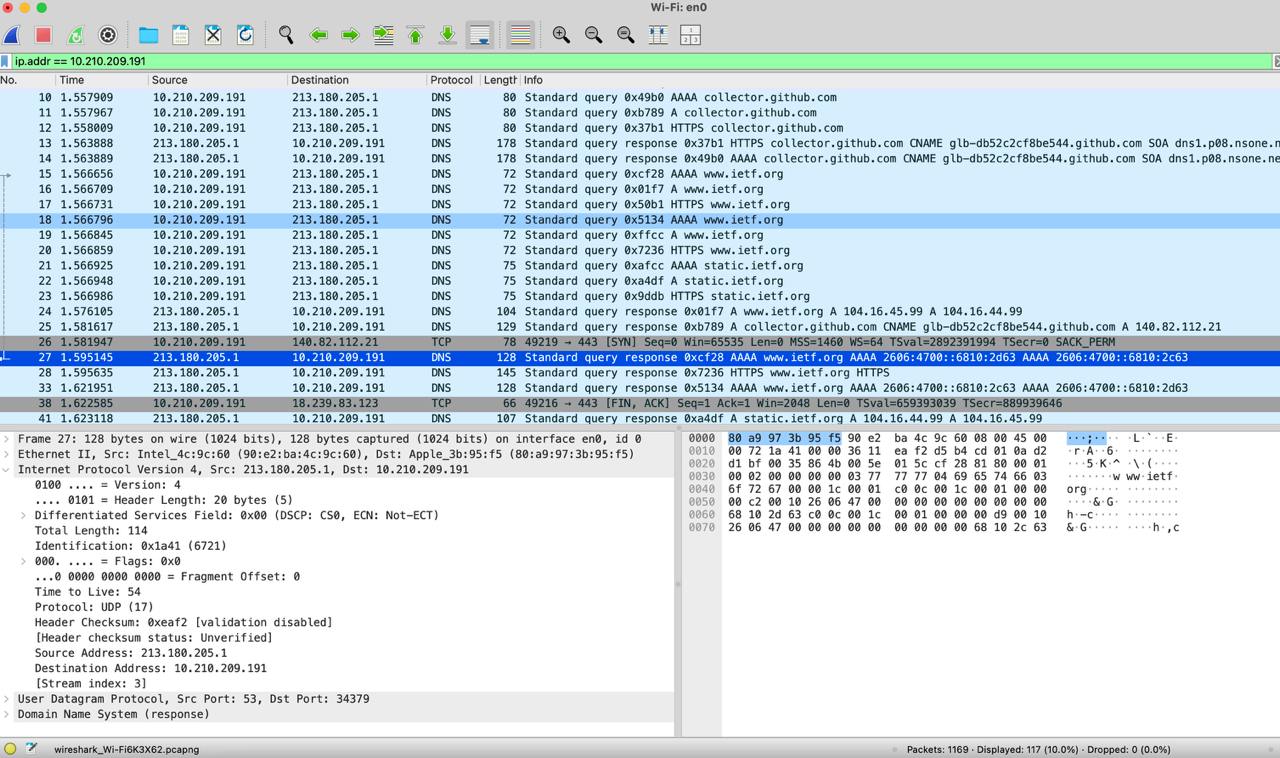 Wi-Fi: en0
ip.addr == 10.210.209.191
No. Time Source Destination Protocol Length Info
10 1.557909 10.210.209.191 213.180.205.1 DNS 80 Standard query 0x49b0 AAAA collector.github.com
11 1.557967 10.210.209.191 213.180.205.1 DNS 80 Standard query 0xb789 A collector.github.com
12 1.558009 10.210.209.191 213.180.205.1 DNS 80 Standard query 0x37b1 HTTPS collector.github.com
13 1.563888 213.180.205.1 10.210.209.191 DNS 178 Standard query response 0x37b1 HTTPS collector.github.com CNAME glb-db52c2cf8be544.github.com SOA dns1.p08.nsone.n
14 1.563889 213.180.205.1 10.210.209.191 DNS 178 Standard query response 0x49b0 AAAA collector.github.com CNAME glb-db52c2cf8be544.github.com SOA dns1.p08.nsone.ne
15 1.566656 10.210.209.191 213.180.205.1 DNS 72 Standard query 0xcf28 AAAA www.ietf.org
16 1.566709 10.210.209.191 213.180.205.1 DNS 72 Standard query 0x01f7 A www.ietf.org
17 1.566731 10.210.209.191 213.180.205.1 DNS 72 Standard query 0x50b1 HTTPS www.ietf.org
18 1.566796 10.210.209.191 213.180.205.1 DNS 72 Standard query 0x5134 AAAA www.ietf.org
19 1.566845 10.210.209.191 213.180.205.1 DNS 72 Standard query 0xffcc A www.ietf.org
20 1.566859 10.210.209.191 213.180.205.1 DNS 72 Standard query 0x7236 HTTPS www.ietf.org
21 1.566925 10.210.209.191 213.180.205.1 DNS 75 Standard query 0xafcc AAAA static.ietf.org
22 1.566948 10.210.209.191 213.180.205.1 DNS 75 Standard query 0xa4df A static.ietf.org
23 1.566986 10.210.209.191 213.180.205.1 DNS 75 Standard query 0x9ddb HTTPS static.ietf.org
24 1.576105 213.180.205.1 10.210.209.191 DNS 104 Standard query response 0x01f7 A www.ietf.org A 104.16.45.99 A 104.16.44.99
25 1.581617 213.180.205.1 10.210.209.191 DNS 129 Standard query response 0xb789 A collector.github.com CNAME glb-db52c2cf8be544.github.com A 140.82.112.21
26 1.581947 10.210.209.191 140.82.112.21 TCP 78 49219 → 443 [SYN] Seq=0 Win=65535 Len=0 MSS=1460 WS=64 TSval=2892391994 TSecr=0 SACK_PERM
27 1.595145 213.180.205.1 10.210.209.191 DNS 128 Standard query response 0xcf28 AAAA www.ietf.org AAAA 2606:4700::6810:2d63 AAAA 2606:4700::6810:2c63
28 1.595635 213.180.205.1 10.210.209.191 DNS 145 Standard query response 0x7236 HTTPS www.ietf.org HTTPS
33 1.621951 213.180.205.1 10.210.209.191 DNS 128 Standard query response 0x5134 AAAA www.ietf.org AAAA 2606:4700::6810:2c63 AAAA 2606:4700::6810:2d63
38 1.622585 10.210.209.191 18.239.83.123 TCP 66 49216 → 443 [FIN, ACK] Seq=1 Ack=1 Win=2048 Len=0 TSval=659393039 TSecr=889939646
41 1.623118 213.180.205.1 10.210.209.191 DNS 107 Standard query response 0xa4df A static.ietf.org A 104.16.44.99 A 104.16.45.99
Frame 27: 128 bytes on wire (1024 bits), 128 bytes captured (1024 bits) on interface en0, id 0
Ethernet II, Src: Intel_4c:9c:60 (90:e2:ba:4c:9c:60), Dst: Apple_3b:95:f5 (80:a9:97:3b:95:f5)
Internet Protocol Version 4, Src: 213.180.205.1, Dst: 10.210.209.191
0100 .... = Version: 4
.... 0101 = Header Length: 20 bytes (5)
Differentiated Services Field: 0x00 (DSCP: CS0, ECN: Not-ECT)
Total Length: 114
Identification: 0x1a41 (6721)
000. .... = Flags: 0x0
...0 0000 0000 0000 = Fragment Offset: 0
Time to Live: 54
Protocol: UDP (17)
Header Checksum: 0xeaf2 [validation disabled]
[Header checksum status: Unverified]
Source Address: 213.180.205.1
Destination Address: 10.210.209.191
[Stream index: 3]
User Datagram Protocol, Src Port: 53, Dst Port: 34379
Domain Name System (response)
0000 80 a9 97 3b 95 f5 90 e2 ba 4c 9c 60 08 00 45 00 ···;···· ·L·`··E·
0010 00 72 1a 41 00 00 36 11 ea f2 d5 b4 cd 01 0a d2 ·r·A··6· ········
0020 d1 bf 00 35 86 4b 00 5e 01 5c cf 28 81 80 00 01 ···5·K·^ ·\·(····
0030 00 02 00 00 00 00 03 77 77 77 04 69 65 74 66 03 ·······w ww·ietf·
0040 6f 72 67 00 00 1c 00 01 c0 0c 00 1c 00 01 00 00 org····· ········
0050 00 c2 00 10 26 06 47 00 00 00 00 00 00 00 00 00 ····&·G· ········
0060 68 10 2d 63 c0 0c 00 1c 00 01 00 00 00 d9 00 10 h·-c···· ········
0070 26 06 47 00 00 00 00 00 00 00 00 00 68 10 2c 63 &·G····· ····h·,c
wireshark_Wi-Fi6K3X62.pcapng
Packets: 1169 · Displayed: 117 (10.0%) · Dropped: 0 (0.0%)